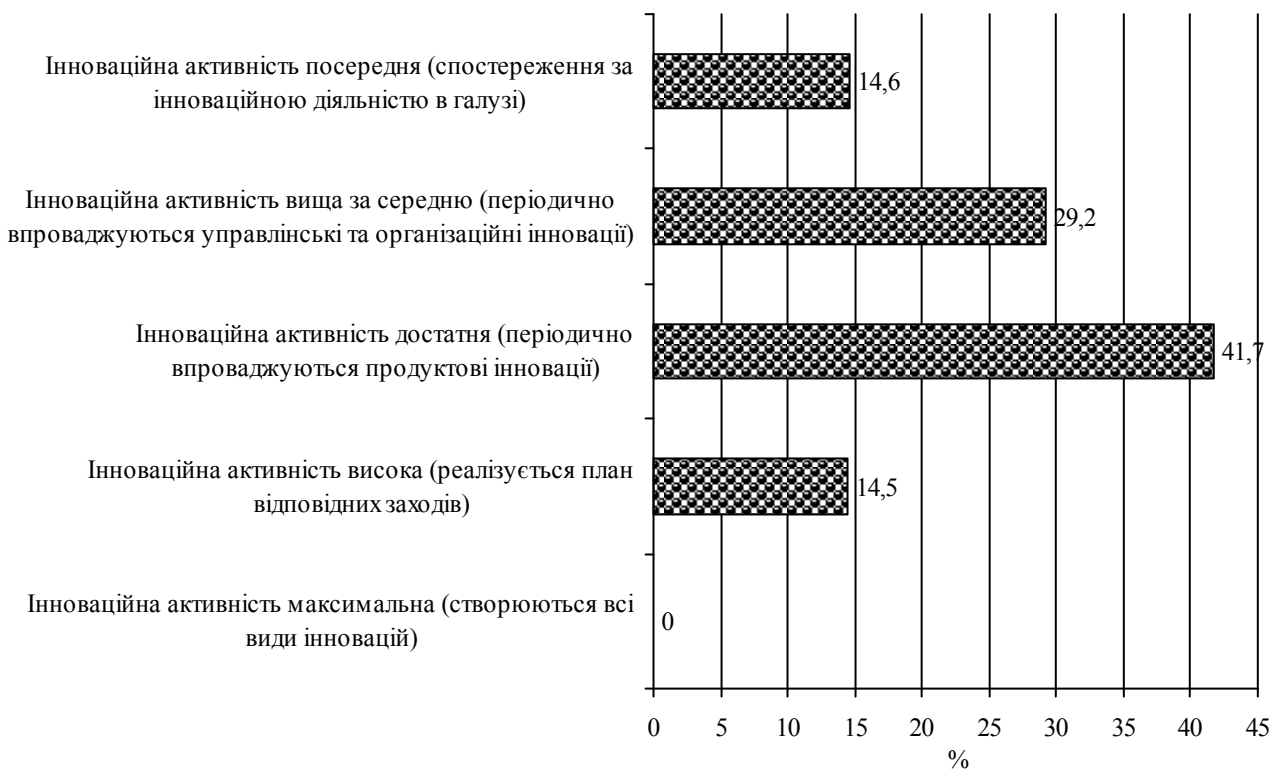 Інноваційна активність посередня (спостереження за
інноваційною діяльністю в галузі)
14,6
Інноваційна активність вища за середню (періодично
впроваджуються управлінські та організаційні інновації)
29,2
Інноваційна активність достатня (періодично
впроваджуються продуктові інновації)
41,7
Інноваційна активність висока (реалізується план
відповідних заходів)
14,5
Інноваційна активність максимальна (створюються всі
види інновацій)
0
0 5 10 15 20 25 30 35 40 45
%